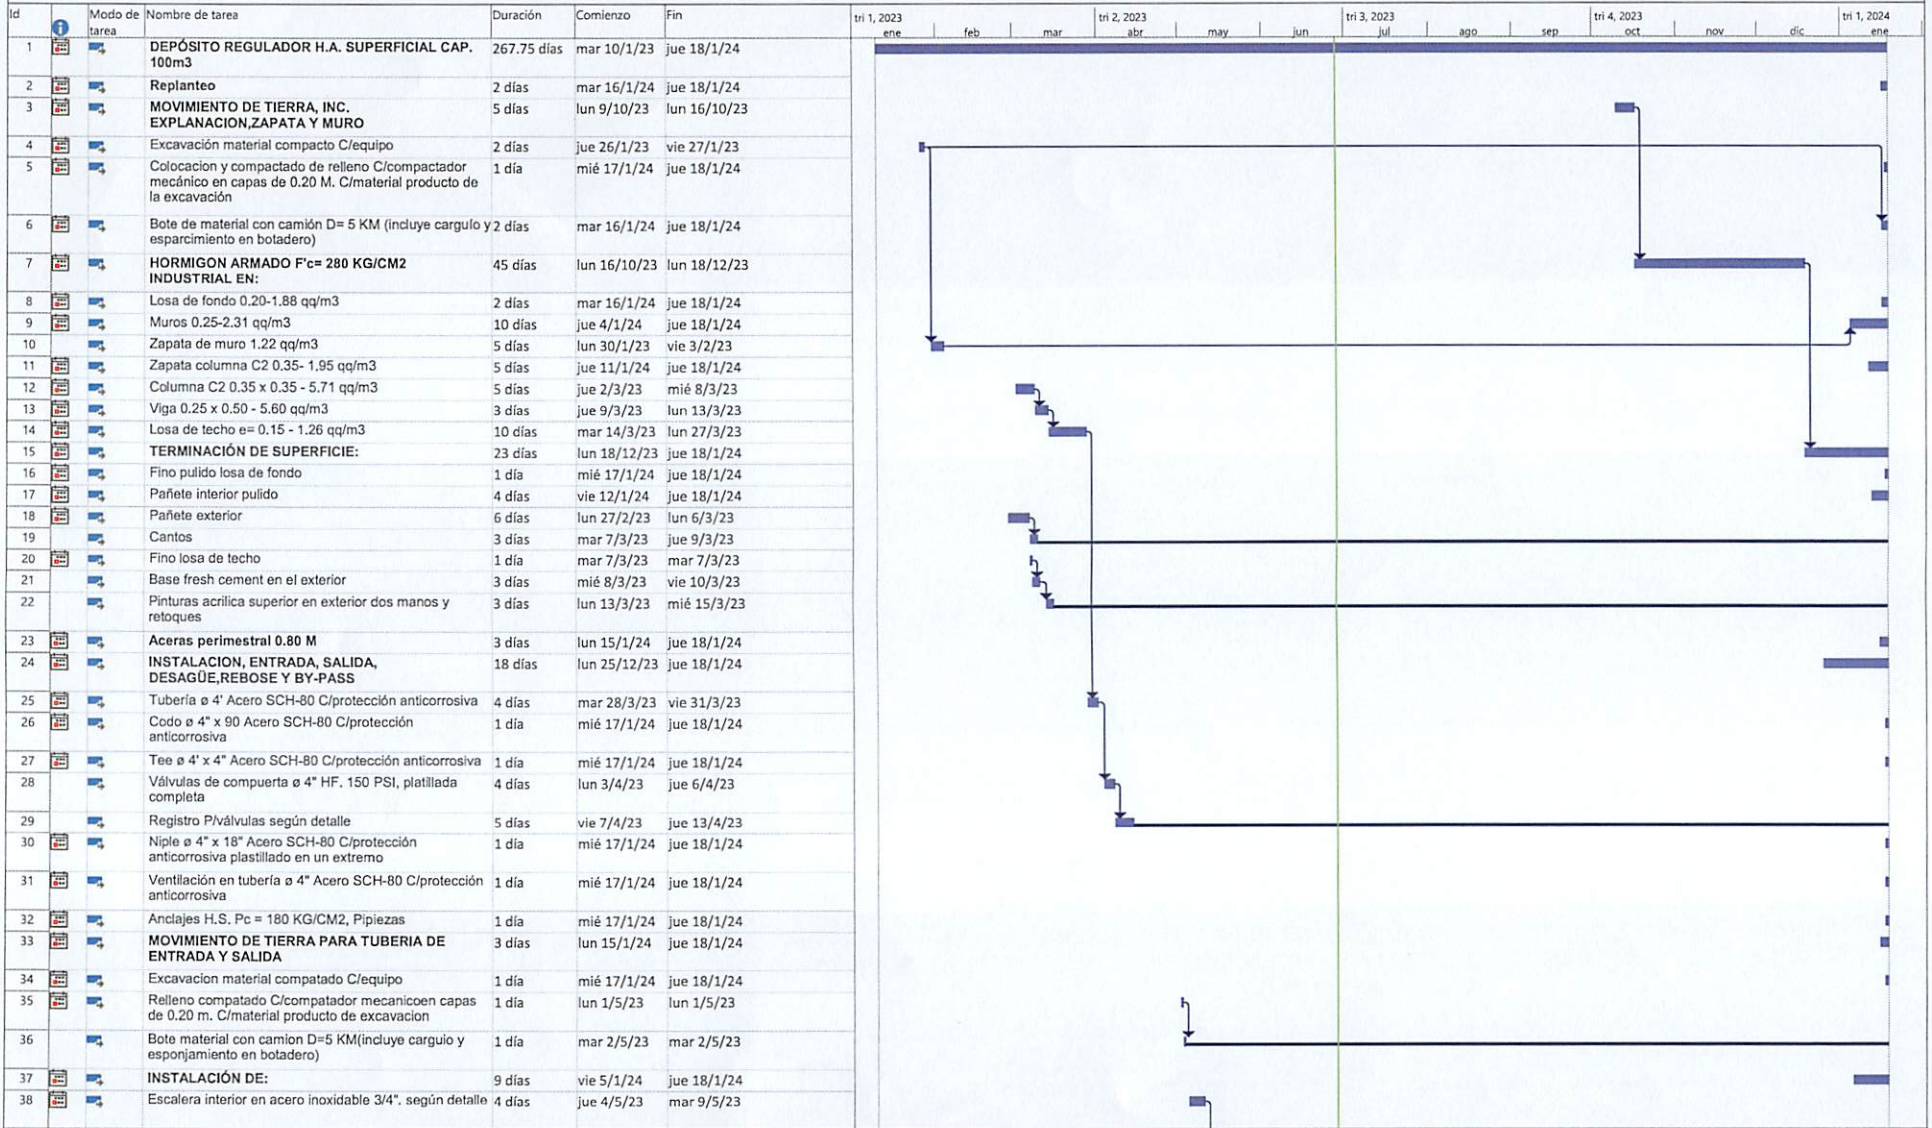 Id Modo de tarea Nombre de tarea Duración Comienzo Fin
tri 1, 2023 tri 2, 2023 tri 3, 2023 tri 4, 2023 tri 1, 2024
ene feb mar abr may jun jul ago sep oct nov dic ene
1 DEPÓSITO REGULADOR H.A. SUPERFICIAL CAP. 267.75 días mar 10/1/23 jue 18/1/24
100m3
2 Replanteo 2 días mar 16/1/24 jue 18/1/24
3 MOVIMIENTO DE TIERRA, INC. 5 días lun 9/10/23 lun 16/10/23
EXPLANACION,ZAPATA Y MURO
4 Excavación material compacto C/equipo 2 días jue 26/1/23 vie 27/1/23
5 Colocacion y compactado de relleno C/compactador 1 día mié 17/1/24 jue 18/1/24
mecánico en capas de 0.20 M. C/material producto de
la excavación
6 Bote de material con camión D= 5 KM (incluye cargulo y 2 días mar 16/1/24 jue 18/1/24
esparcimiento en botadero)
7 HORMIGON ARMADO F'c= 280 KG/CM2 45 días lun 16/10/23 lun 18/12/23
INDUSTRIAL EN:
8 Losa de fondo 0.20-1.88 qq/m3 2 días mar 16/1/24 jue 18/1/24
9 Muros 0.25-2.31 qq/m3 10 días jue 4/1/24 jue 18/1/24
10 Zapata de muro 1.22 qq/m3 5 días lun 30/1/23 vie 3/2/23
11 Zapata columna C2 0.35- 1,95 qq/m3 5 días jue 11/1/24 jue 18/1/24
12 Columna C2 0.35 x 0.35 - 5.71 qq/m3 5 días jue 2/3/23 mié 8/3/23
13 Viga 0.25 x 0.50 - 5.60 qq/m3 3 días jue 9/3/23 lun 13/3/23
14 Losa de techo e= 0.15 - 1.26 qq/m3 10 días mar 14/3/23 lun 27/3/23
15 TERMINACIÓN DE SUPERFICIE: 23 días lun 18/12/23 jue 18/1/24
16 Fino pulido losa de fondo 1 día mié 17/1/24 jue 18/1/24
17 Pañete interior pulido 4 días vie 12/1/24 jue 18/1/24
18 Pañete exterior 6 días lun 27/2/23 lun 6/3/23
19 Cantos 3 días mar 7/3/23 jue 9/3/23
20 Fino losa de techo 1 día mar 7/3/23 mar 7/3/23
21 Base fresh cement en el exterior 3 días mié 8/3/23 vie 10/3/23
22 Pinturas acrilica superior en exterior dos manos y 3 días lun 13/3/23 mié 15/3/23
retoques
23 Aceras perimestral 0.80 M 3 días lun 15/1/24 jue 18/1/24
24 INSTALACION, ENTRADA, SALIDA, 18 días lun 25/12/23 jue 18/1/24
DESAGÜE,REBOSE Y BY-PASS
25 Tubería ø 4' Acero SCH-80 C/protección anticorrosiva 4 días mar 28/3/23 vie 31/3/23
26 Codo ø 4" x 90 Acero SCH-80 C/protección 1 día mié 17/1/24 jue 18/1/24
anticorrosiva
27 Tee ø 4' x 4" Acero SCH-80 C/protección anticorrosiva 1 día mié 17/1/24 jue 18/1/24
28 Válvulas de compuerta ø 4" HF. 150 PSI, platillada 4 días lun 3/4/23 jue 6/4/23
completa
29 Registro P/válvulas según detalle 5 días vie 7/4/23 jue 13/4/23
30 Niple ø 4" x 18" Acero SCH-80 C/protección 1 día mié 17/1/24 jue 18/1/24
anticorrosiva plastillado en un extremo
31 Ventilación en tubería ø 4" Acero SCH-80 C/protección 1 día mié 17/1/24 jue 18/1/24
anticorrosiva
32 Anclajes H.S. Pc = 180 KG/CM2, Pipiezas 1 día mié 17/1/24 jue 18/1/24
33 MOVIMIENTO DE TIERRA PARA TUBERIA DE 3 días lun 15/1/24 jue 18/1/24
ENTRADA Y SALIDA
34 Excavacion material compatado C/equipo 1 día mié 17/1/24 jue 18/1/24
35 Relleno compatado C/compatador mecanicoen capas 1 día lun 1/5/23 lun 1/5/23
de 0.20 m. C/material producto de excavacion
36 Bote material con camion D=5 KM(incluye carguio y 1 día mar 2/5/23 mar 2/5/23
esponjamiento en botadero)
37 INSTALACIÓN DE: 9 días vie 5/1/24 jue 18/1/24
38 Escalera interior en acero inoxidable 3/4". según detalle 4 días jue 4/5/23 mar 9/5/23